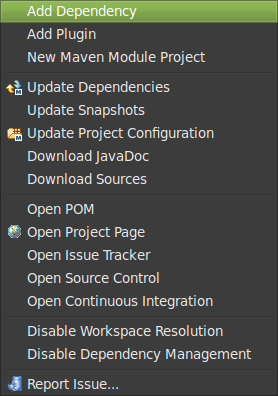 Add Dependency
Add Plugin
New Maven Module Project
Update Dependencies
Update Snapshots
Update Project Configuration
Download JavaDoc
Download Sources
Open POM
Open Project Page
Open Issue Tracker
Open Source Control
Open Continuous Integration
Disable Workspace Resolution
Disable Dependency Management
Report Issue...